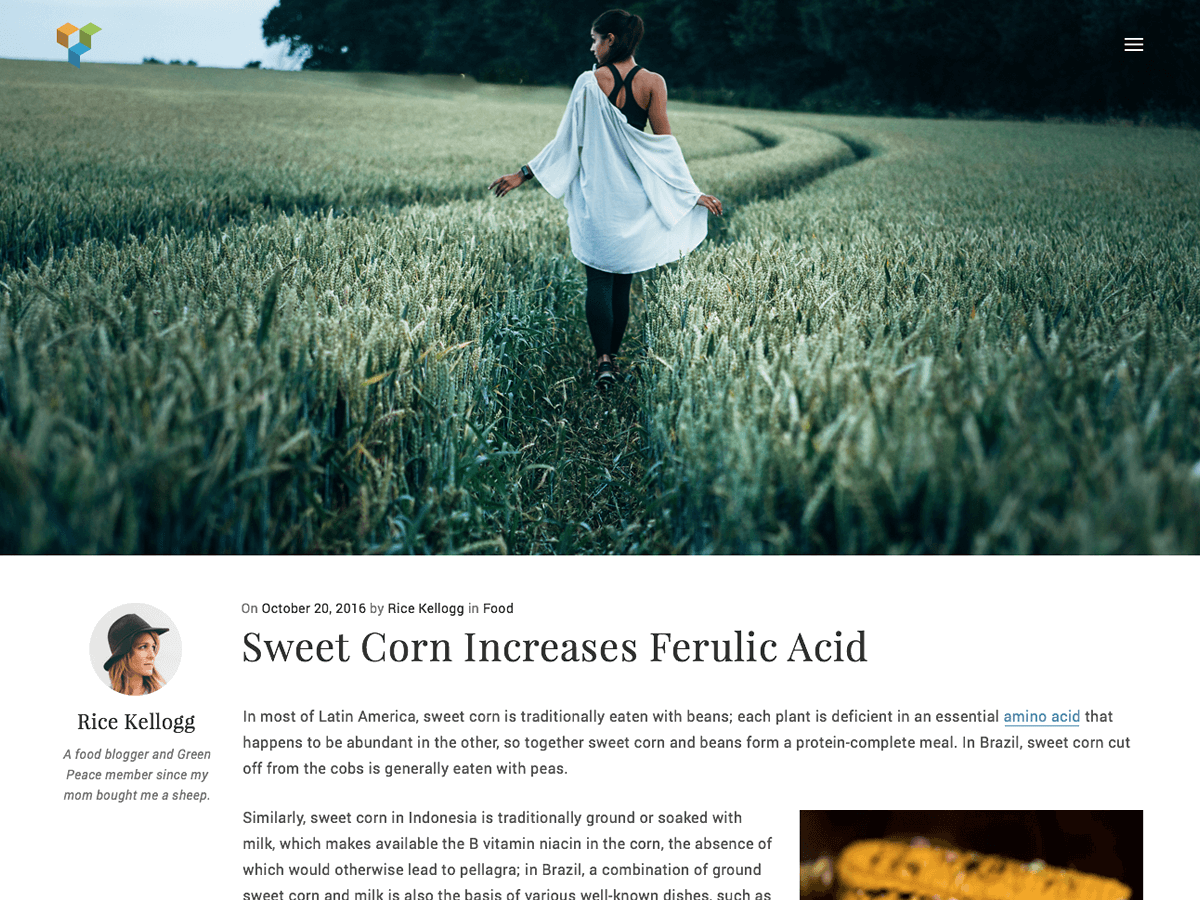 On October 20, 2016 by Rice Kellogg in Food
Sweet Corn Increases Ferulic Acid
Rice Kellogg
A food blogger and Green
Peace member since my
mom bought me a sheep.
In most of Latin America, sweet corn is traditionally eaten with beans; each plant is deficient in an essential amino acid that
happens to be abundant in the other, so together sweet corn and beans form a protein-complete meal. In Brazil, sweet corn cut
off from the cobs is generally eaten with peas.
Similarly, sweet corn in Indonesia is traditionally ground or soaked with
milk, which makes available the B vitamin niacin in the corn, the absence of
which would otherwise lead to pellagra; in Brazil, a combination of ground
sweet corn and milk is also the basis of various well-known dishes, such as